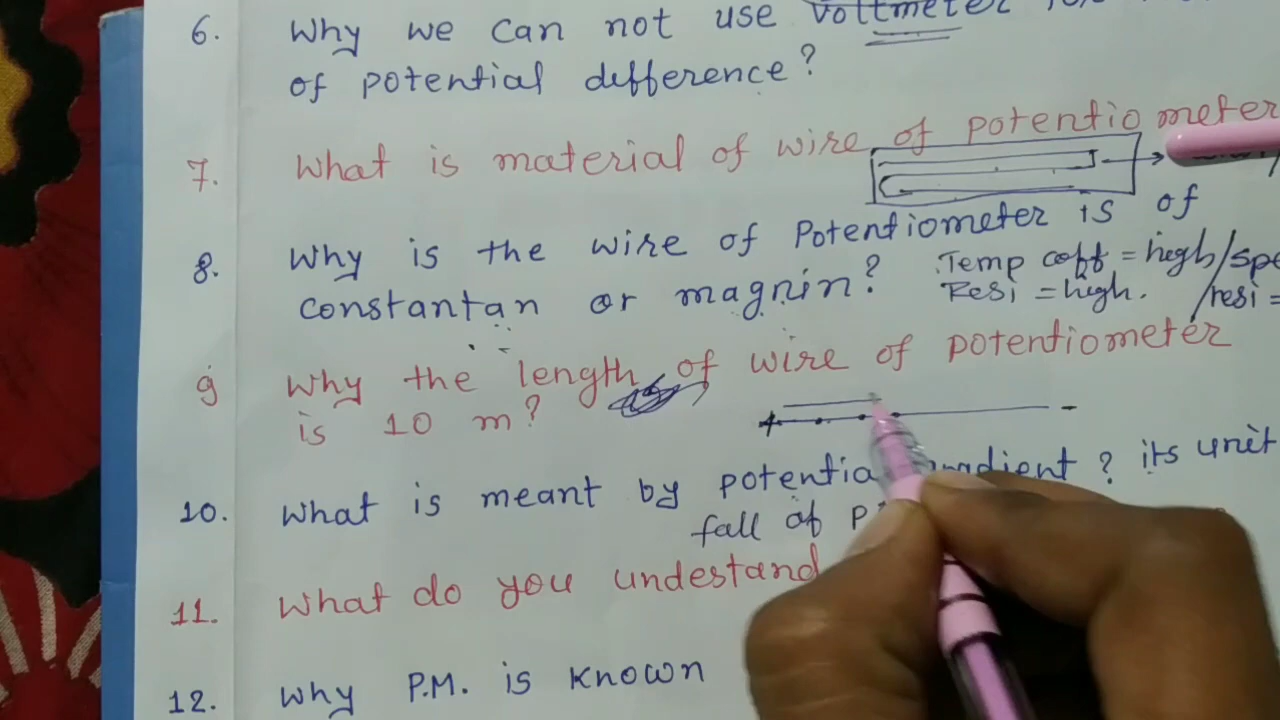 6. Why we can not use Voltmeter
of potential difference?
7. What is material of wire of potentiometer
8. Why is the wire of Potentiometer is of
constantan or magnin?
Temp coff = high/spe
Resi = high. /resi =
9 Why the length of wire of potentiometer
is 10 m?
10. What is meant by potential gradient? its unit
fall of P
11. What do you undestand
12. Why P.M. is known